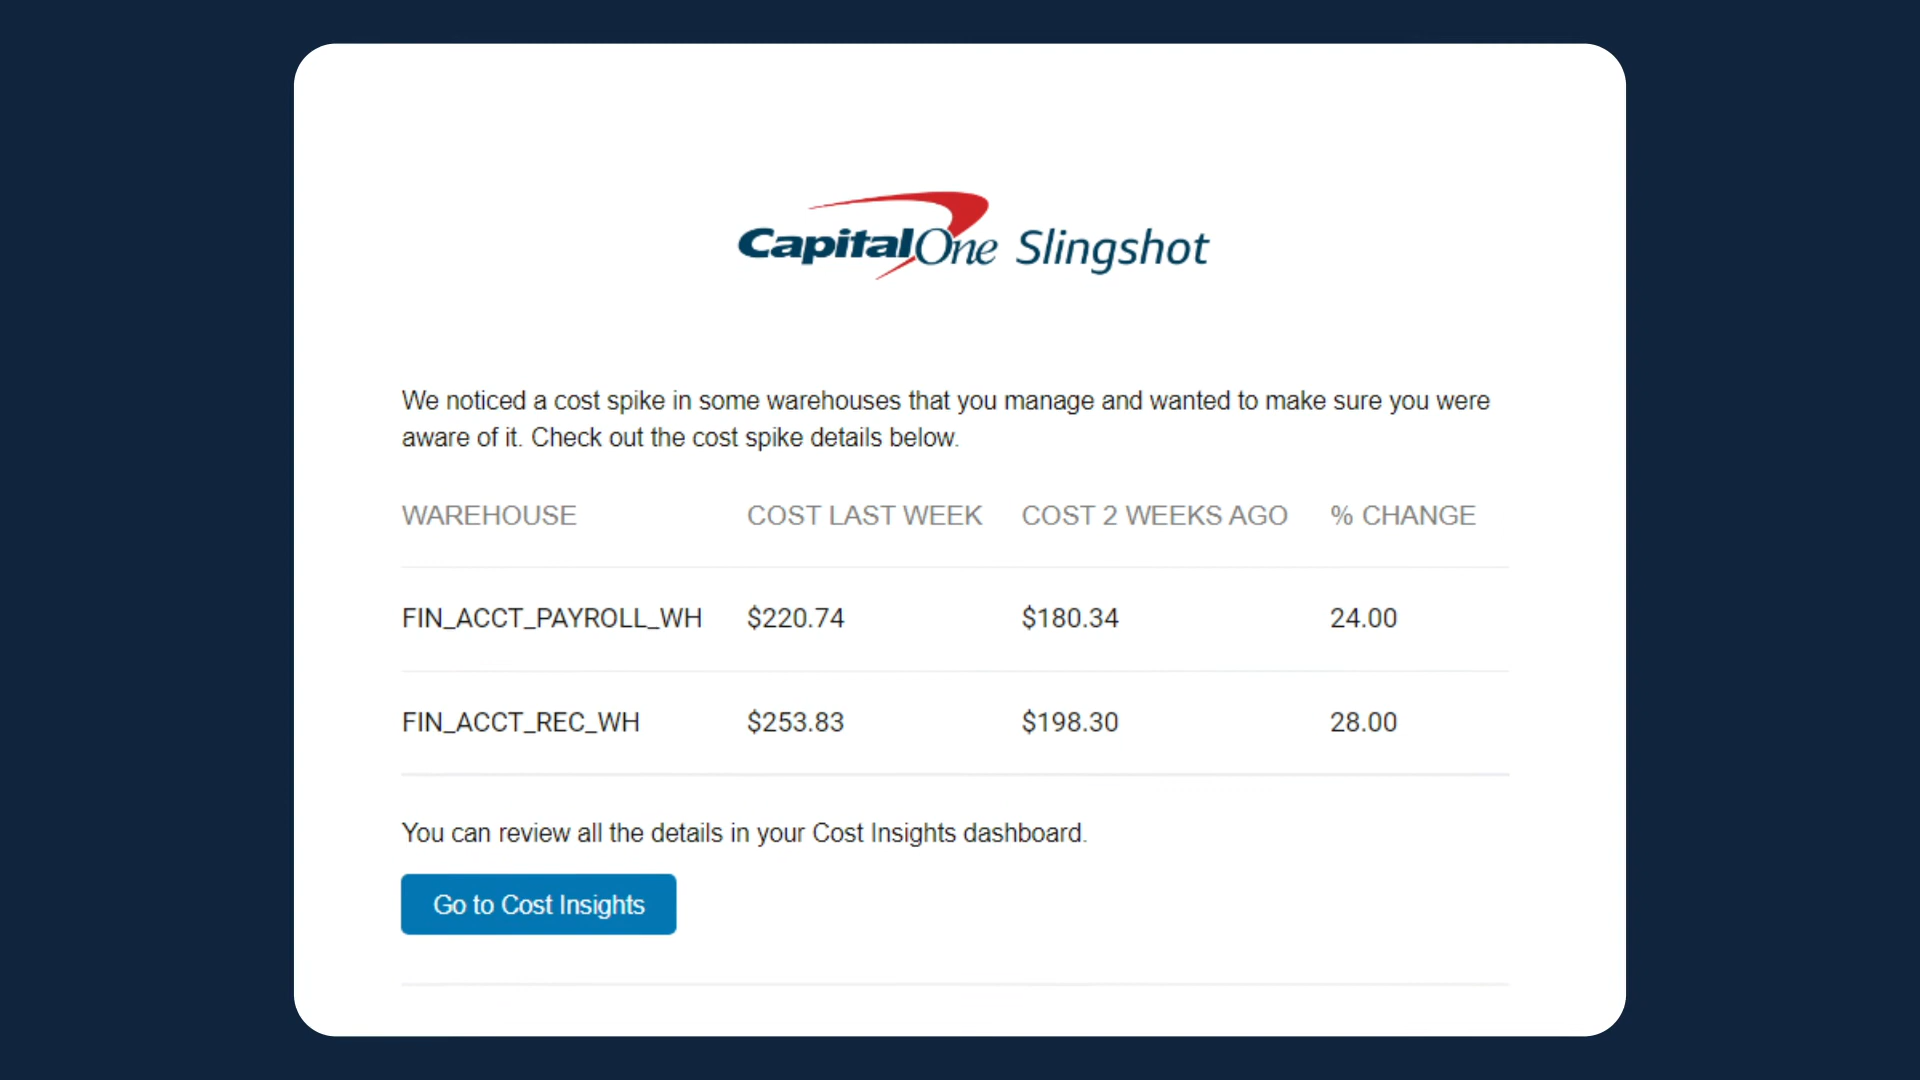 CapitalOne Slingshot
We noticed a cost spike in some warehouses that you manage and wanted to make sure you were
aware of it. Check out the cost spike details below.
WAREHOUSE COST LAST WEEK COST 2 WEEKS AGO % CHANGE
FIN_ACCT_PAYROLL_WH $220.74 $180.34 24.00
FIN_ACCT_REC_WH $253.83 $198.30 28.00
You can review all the details in your Cost Insights dashboard.
Go to Cost Insights